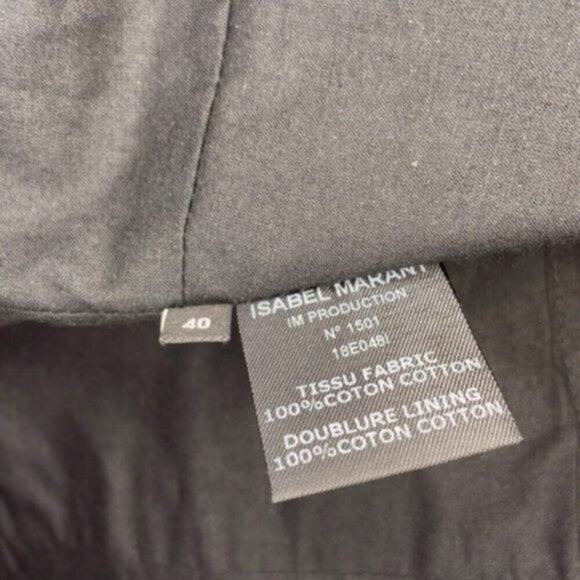 40
ISABEL MARANT
IM PRODUCTION
N° 1501
18E048I
TISSU FABRIC
100%COTON COTTON
DOUBLURE LINING
100%COTON COTTON